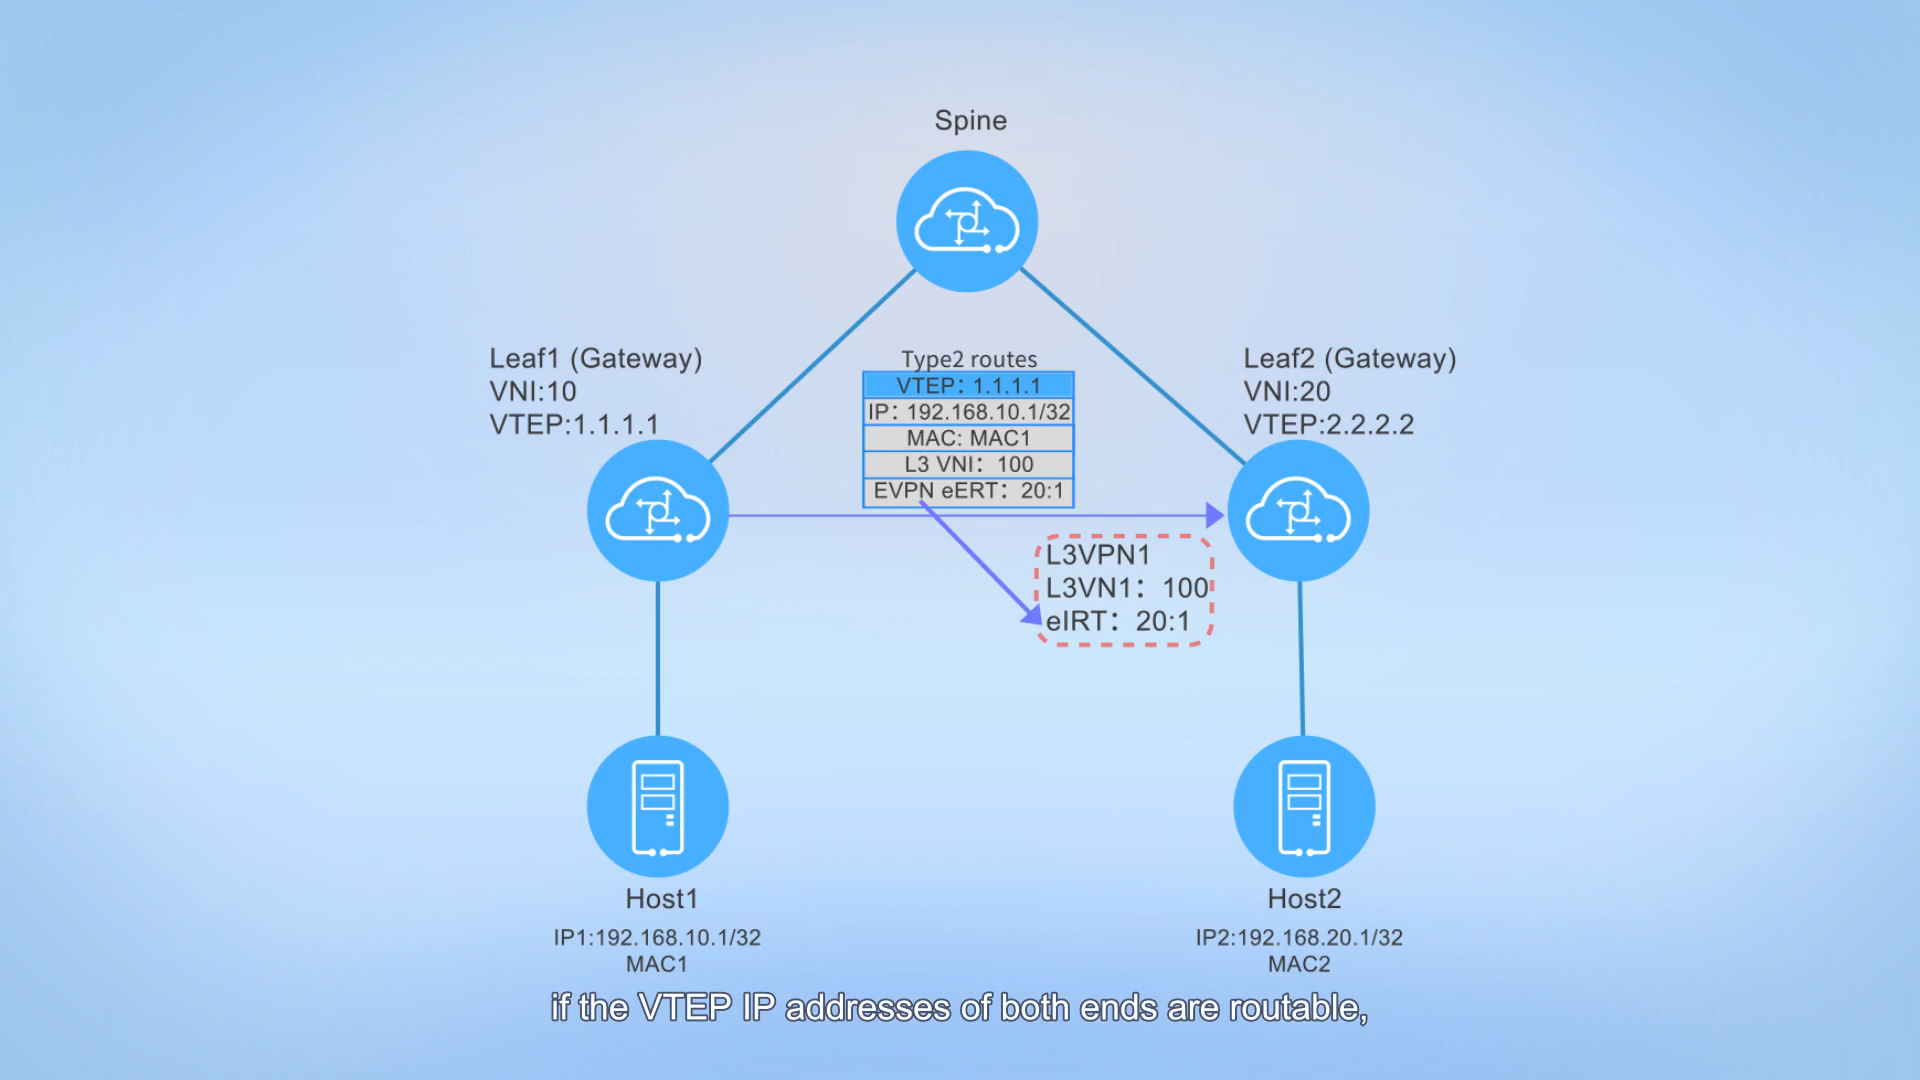 Spine
Leaf1 (Gateway)
VNI:10
VTEP:1.1.1.1
Type2 routes
VTEP: 1.1.1.1
IP: 192.168.10.1/32
MAC: MAC1
L3 VNI: 100
EVPN eERT: 20:1
Leaf2 (Gateway)
VNI:20
VTEP:2.2.2.2
L3VPN1
L3VN1: 100
eIRT: 20:1
Host1
IP1:192.168.10.1/32
MAC1
Host2
IP2:192.168.20.1/32
MAC2
if the VTEP IP addresses of both ends are routable,